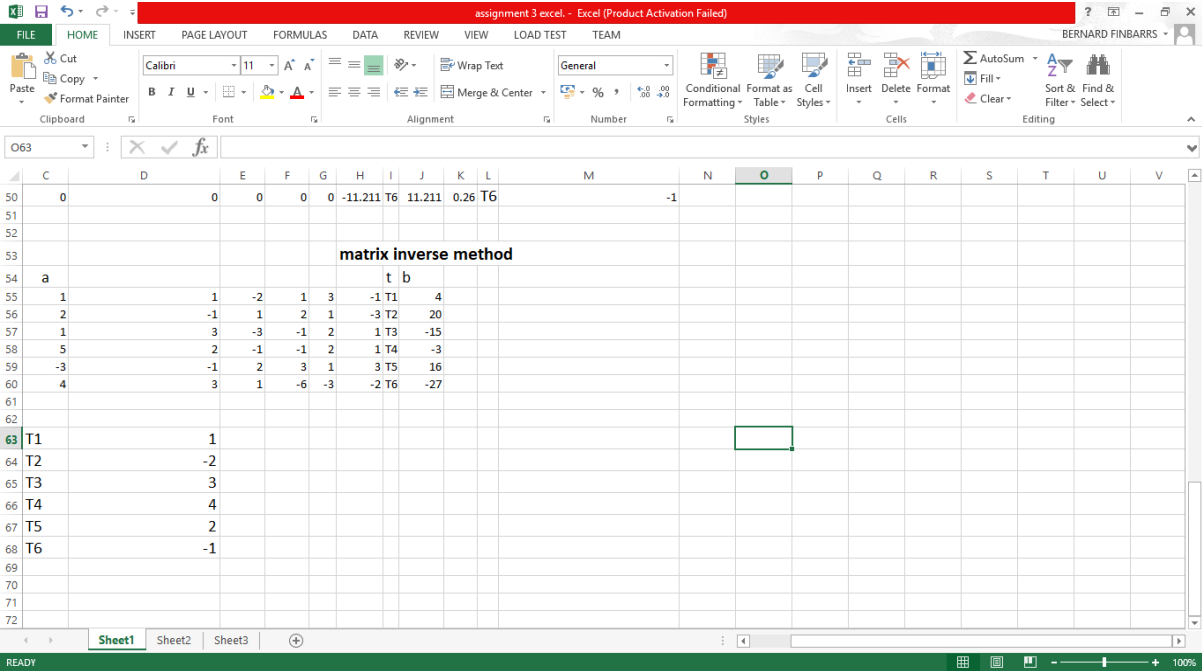 assignment 3 excel. - Excel (Product Activation Failed)
FILE HOME INSERT PAGE LAYOUT FORMULAS DATA REVIEW VIEW LOAD TEST TEAM BERNARD FINBARRS
Cut
Copy
Format Painter
Paste
Clipboard
Calibri 11
B I U
Font
Wrap Text
Merge & Center
Alignment
General
Number
Conditional Formatting
Format as Table
Cell Styles
Styles
Insert Delete Format
Cells
AutoSum
Fill
Clear
Sort & Filter
Find & Select
Editing
O63 fx
C D E F G H I J K L M N O P Q R S T U V
50 0 0 0 0 0 -11.211 T6 11.211 0.26 T6 -1
51
52
53 matrix inverse method
54 a t b
55 1 1 -2 1 3 -1 T1 4
56 2 -1 1 2 1 -3 T2 20
57 1 3 -3 -1 2 1 T3 -15
58 5 2 -1 -1 2 1 T4 -3
59 -3 -1 2 3 1 3 T5 16
60 4 3 1 -6 -3 -2 T6 -27
61
62
63 T1 1
64 T2 -2
65 T3 3
66 T4 4
67 T5 2
68 T6 -1
69
70
71
72
Sheet1 Sheet2 Sheet3
READY 100%